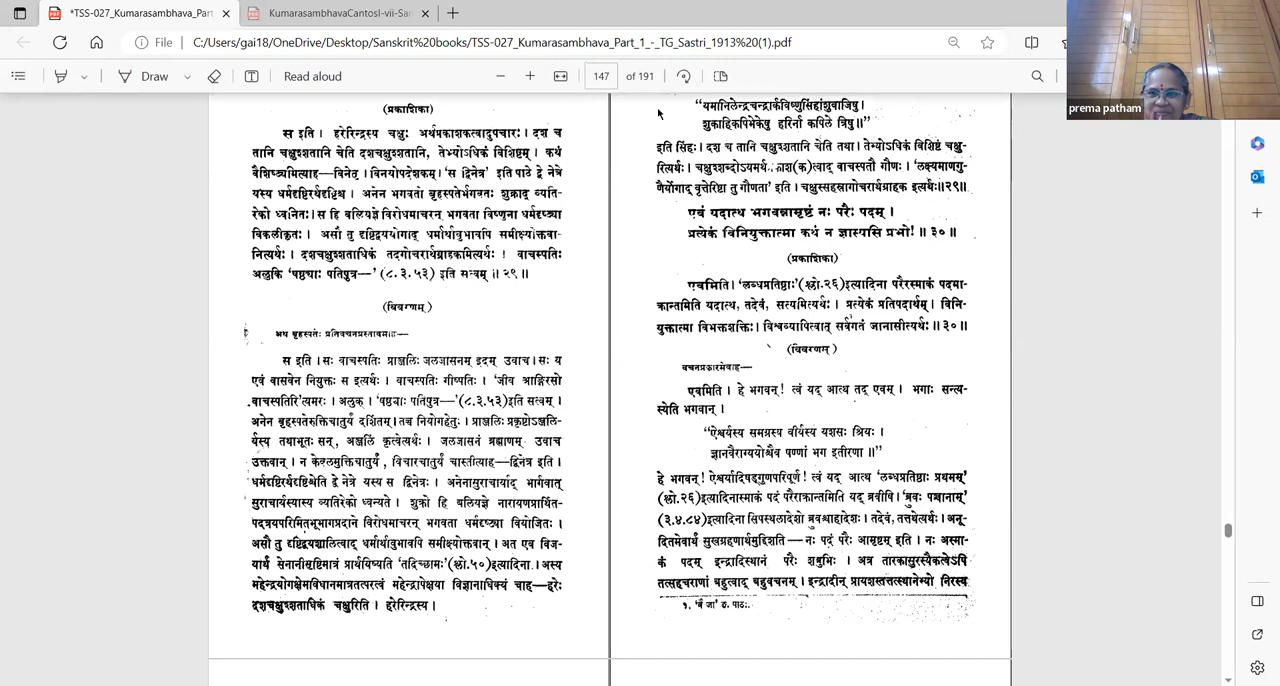 *TSS-027_Kumarasambhava_Part_
KumarasambhavaCantosI-vii-San
File
C:/Users/gai18/OneDrive/Desktop/Sanskrit%20books/TSS-027_Kumarasambhava_Part_1_-_TG_Sastri_1913%20(1).pdf
Draw
Read aloud
147 of 191
prema patham
(प्रकाशिका)
स इति । हरेरिन्द्रस्य चक्षुः अर्थप्रकाशकत्वादुपचारः । दश च
तानि चक्षुश्शतानि चेति दशचक्षुश्शतानि, तेभ्योऽधिकं विशिष्टम् । कथं
वैशिष्ट्यमित्याह—विनेतृ । विनयोपदेशकम् । 'स द्विनेत्र' इति पाठे द्वे नेत्रे
यस्य धर्मदृष्टिरर्थदृष्टिश्च । अनेन भगवतो बृहस्पतेर्भगवतः शुक्राद् व्यति-
रेको ध्वनितः । स हि बलियज्ञे विरोधमाचरन् भगवता विष्णुना धर्मदृष्ट्या
विकलीकृतः । असौ तु दृष्टिद्वययोगाद् धर्मार्थावुभावपि समीक्ष्योक्तवा-
नित्यर्थः । दशचक्षुश्शताधिकं तदगोचरार्थग्राहकमित्यर्थः । वाचस्पतिः
अलुकि 'षष्ठ्याः पतिपुत्र—' (८. ३. ५३) इति सत्वम् ॥ २९ ॥
(विवरणम्)
अथ बृहस्पतेः प्रतिवचनप्रस्तावमाह—
स इति । सः वाचस्पतिः प्राञ्जलिः जलजासनम् इदम् उवाच । सः य
एवं वासवेन नियुक्तः स इत्यर्थः । वाचस्पतिः गीष्पतिः । 'जीव आङ्गिरसो
वाचस्पतिरि'त्यमरः । अलुक् । 'षष्ठ्याः पतिपुत्र—'(८.३.५३)इति सत्वम् ।
अनेन बृहस्पतेरुक्तिचातुर्यं दर्शितम् । तच्च नियोगहेतुः । प्राञ्जलिः प्रकृष्टोऽञ्जलि-
र्यस्य तथाभूतः सन्, अञ्जलिं कृत्वेत्यर्थः । जलजासनं ब्रह्माणम् उवाच
उक्तवान् । न केवलमुक्तिचातुर्यं, विचारचातुर्यं चास्तीत्याह—द्विनेत्र इति ।
धर्मदृष्टिरर्थदृष्टिश्चेति द्वे नेत्रे यस्य स द्विनेत्रः । अनेनासुराचार्याद् भार्गवात्
सुराचार्यस्यास्य व्यतिरेको ध्वन्यते । शुक्रो हि बलियज्ञे नारायणप्रार्थित-
पदत्रयपरिमितभूमागप्रदाने विरोधमाचरन् भगवता धर्मदृष्ट्या वियोजितः ।
असौ तु दृष्टिद्वयशालित्वाद् धर्मार्थावुभावपि समीक्ष्योक्तवान् । अत एव विज-
यार्थं सेनानीसृष्टिमात्रं प्रार्थयिष्यति 'तदिच्छामः'(श्लो.५०)इत्यादिना । अस्य
महेन्द्रयोगक्षेमविधानमात्रतत्परत्वं महेन्द्रापेक्षया विज्ञानाधिक्यं चाह—हरेः
दशचक्षुश्शताधिकं चक्षुरिति । हरेरिन्द्रस्य ।
"यमानिलेन्द्रचन्द्रार्कविष्णुसिंहांशुवाजिषु ।
शुकाहिकपिभेकेषु हरिर्ना कपिले त्रिषु ॥"
इति सिंहः । दश च तानि चक्षुश्शतानि चेति तथा । तेभ्योऽधिकं विशिष्टं चक्षु-
रित्यर्थः । चक्षुश्शब्दोऽयमर्थ काश(क)त्वाद् वाचस्पतौ गौणः । 'लक्ष्यमाणगु-
णैर्योगाद् वृत्तेरिष्टा तु गौणता' इति । चक्षुस्सहस्रागोचरार्थग्राहक इत्यर्थः॥२९॥
एवं यदात्थ भगवन्नामृष्टं नः परैः पदम् ।
प्रत्येकं विनियुक्तात्मा कथं न ज्ञास्यसि प्रभो! ॥ ३० ॥
(प्रकाशिका)
एवमिति । 'लब्धप्रतिष्ठाः'(श्लो.२६)इत्यादिना परैरस्माकं पदमा-
क्रान्तमिति यदात्थ, तदेवं, सत्यमित्यर्थः । प्रत्येकं प्रतिपदार्थम् । विनि-
युक्तात्मा विभक्तशक्तिः । विश्वव्यापित्वात् सर्वगतं जानासीत्यर्थः ॥ ३० ॥
(विवरणम्)
वचनप्रकारमेवाह—
एवमिति । हे भगवन्! त्वं यद् आत्थ तद् एवम् । भगाः सन्त्य-
स्येति भगवान् ।
"ऐश्वर्यस्य समग्रस्य वीर्यस्य यशसः श्रियः ।
ज्ञानवैराग्ययोश्चैव षण्णां भग इतीरणा ॥"
हे भगवन्! ऐश्वर्यादिषड्गुणपरिपूर्ण! त्वं यद् आत्थ 'लब्धप्रतिष्ठाः प्रथमम्'
(श्लो.२६)इत्यादिनास्माकं पदं परैराक्रान्तमिति यद् ब्रवीषि । 'ब्रुवः पञ्चानाम्'
(३.४.८४)इत्यादिना सिपस्थलादेशो ब्रुवश्चाहादेशः । तदेवं, तत्तथेत्यर्थः । अनू-
दितमेवार्थं सुखग्रहणार्थमुद्दिशति — नः पदं परैः आमृष्टम् इति । नः अस्मा-
कं पदम् इन्द्रादिस्थानं परैः शत्रुभिः । अत्र तारकासुरस्यैकत्वेऽपि
तत्सहचराणां बहुत्वाद् बहुवचनम् । इन्द्रादीन् प्रायशस्तत्तत्स्थानेभ्यो निरस्य
१. 'वै जा' ठ. पाठः.